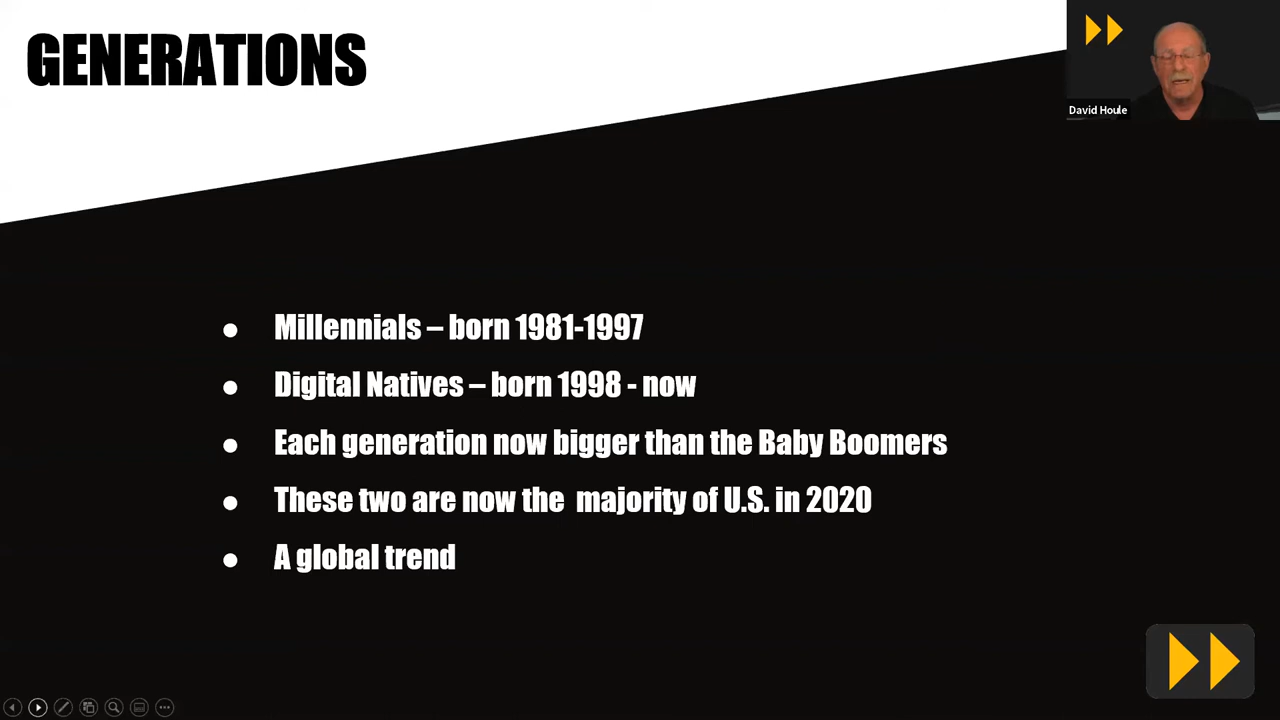 GENERATIONS
David Houle
● Millennials – born 1981-1997
● Digital Natives – born 1998 - now
● Each generation now bigger than the Baby Boomers
● These two are now the  majority of U.S. in 2020
● A global trend